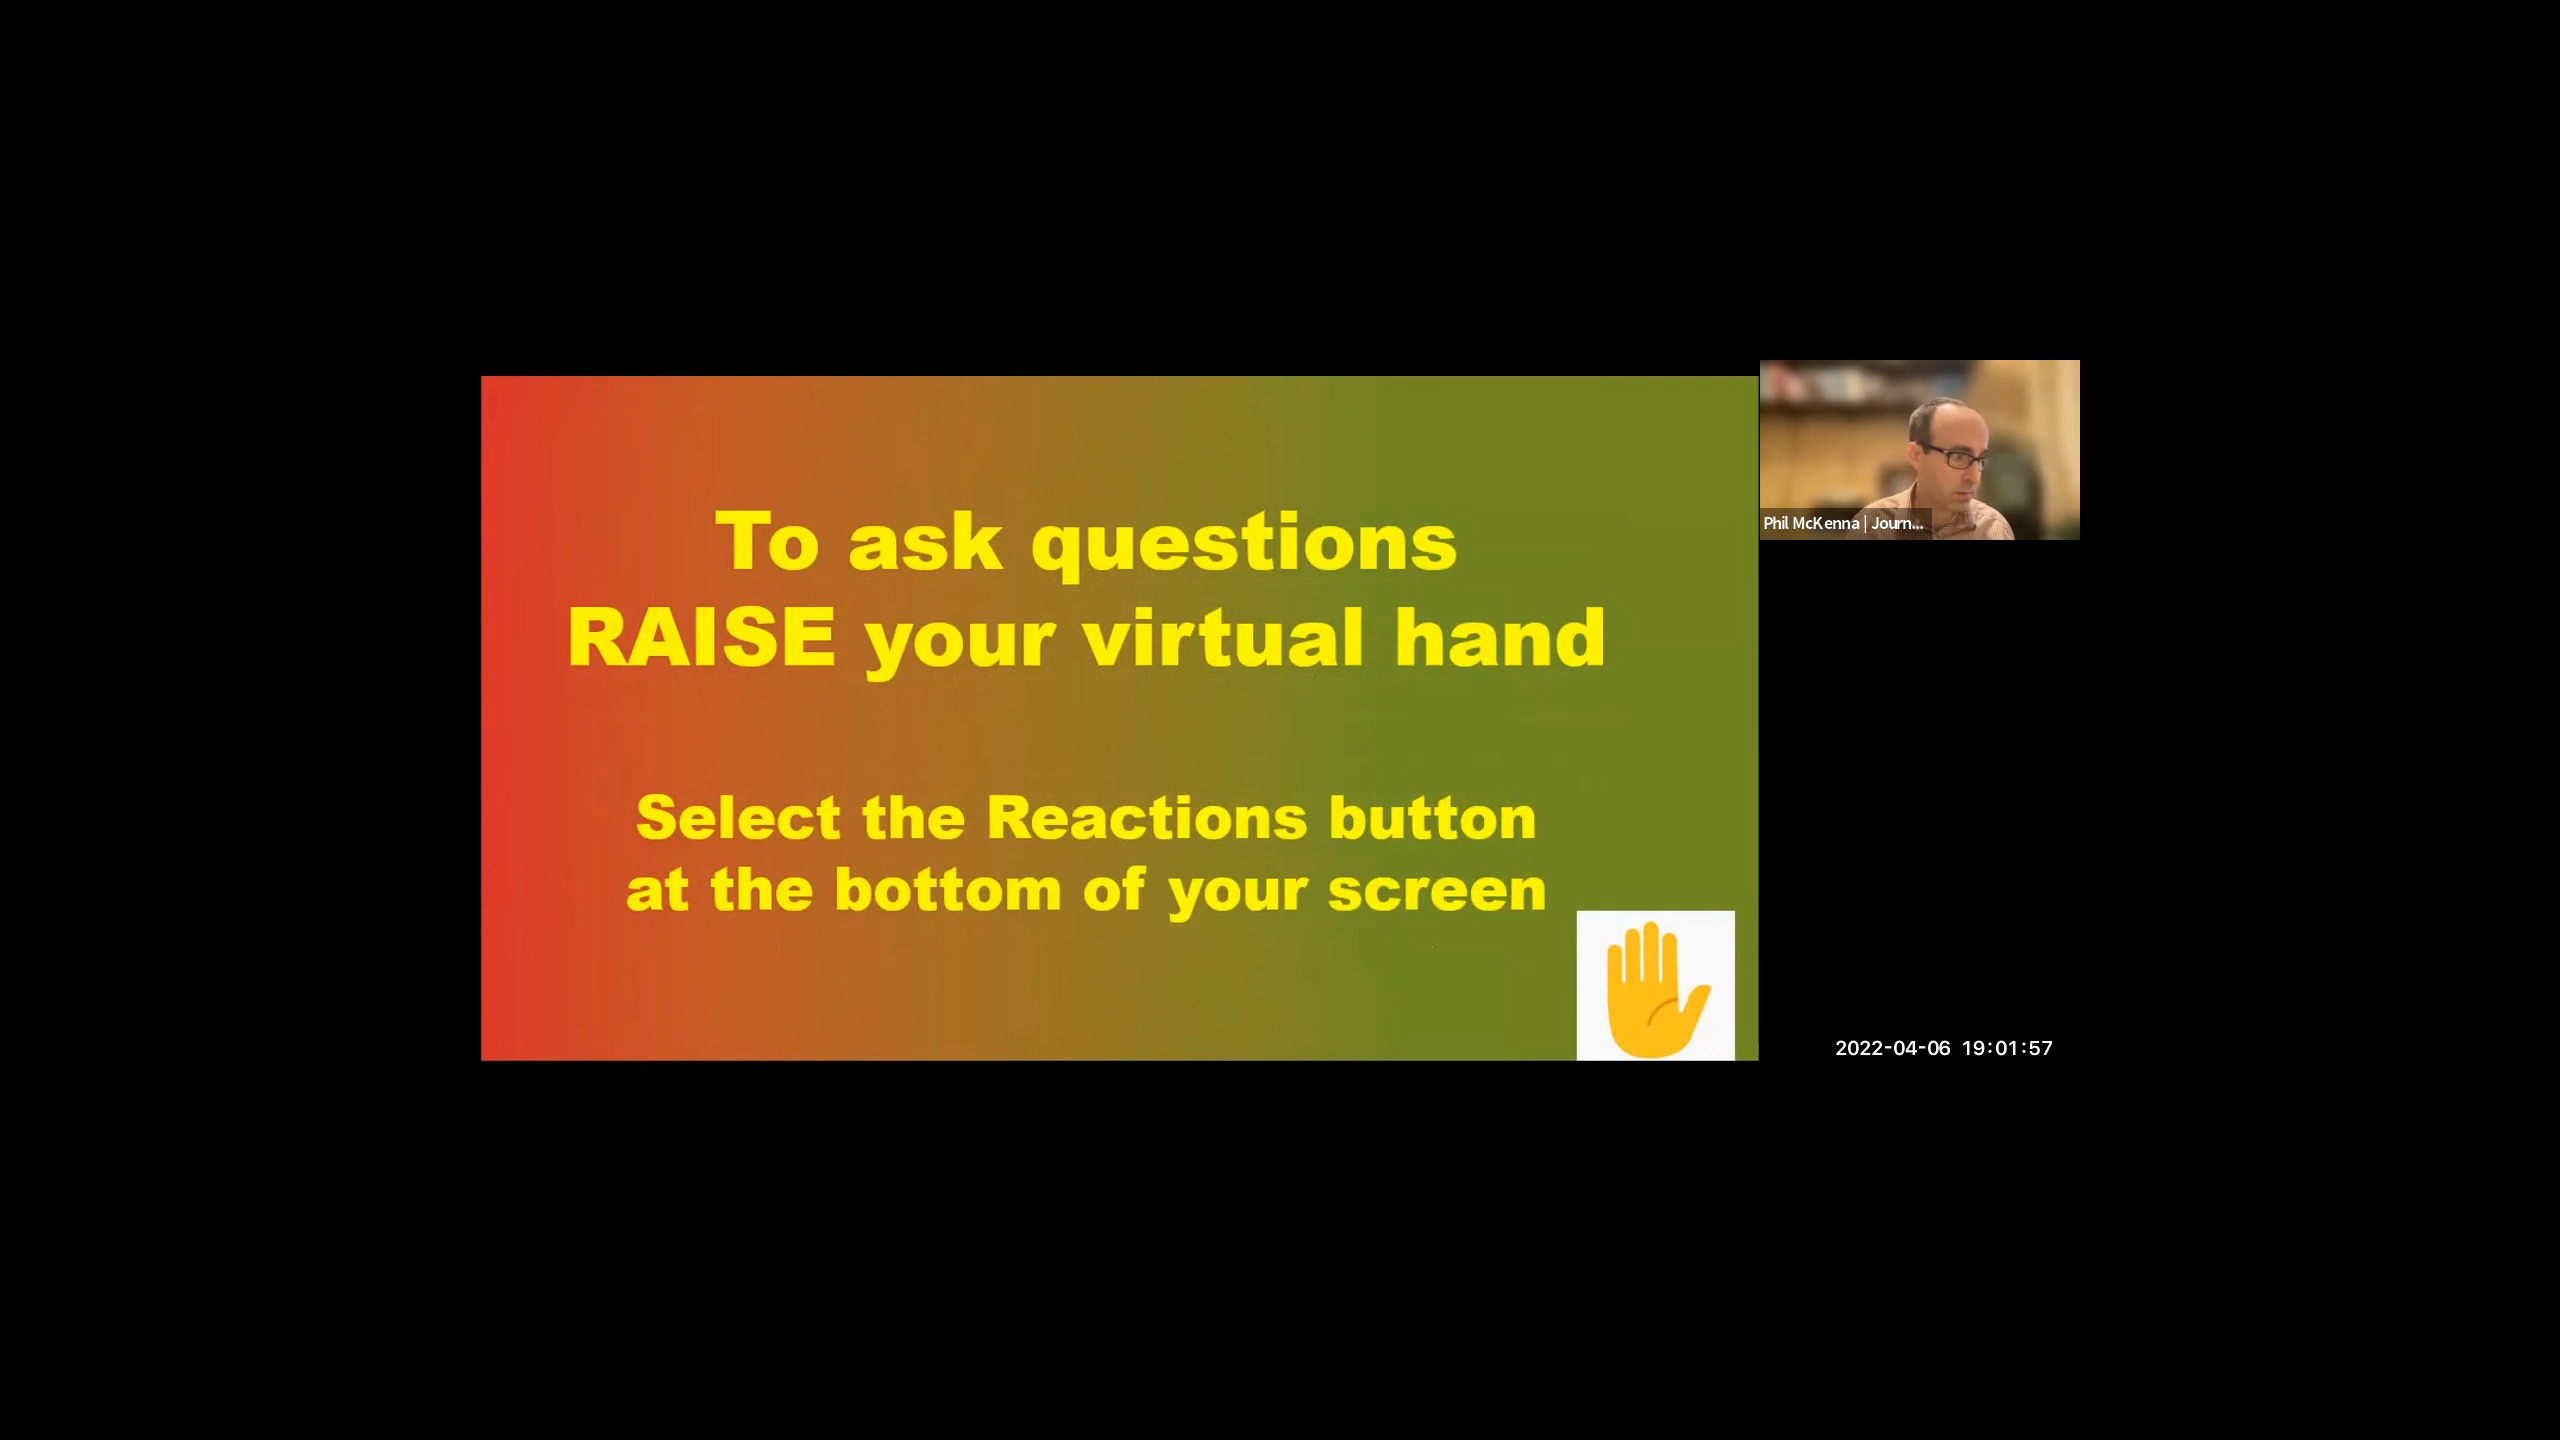 To ask questions
RAISE your virtual hand
Select the Reactions button
at the bottom of your screen
Phil McKenna | Journ...
2022-04-06 19:01:57